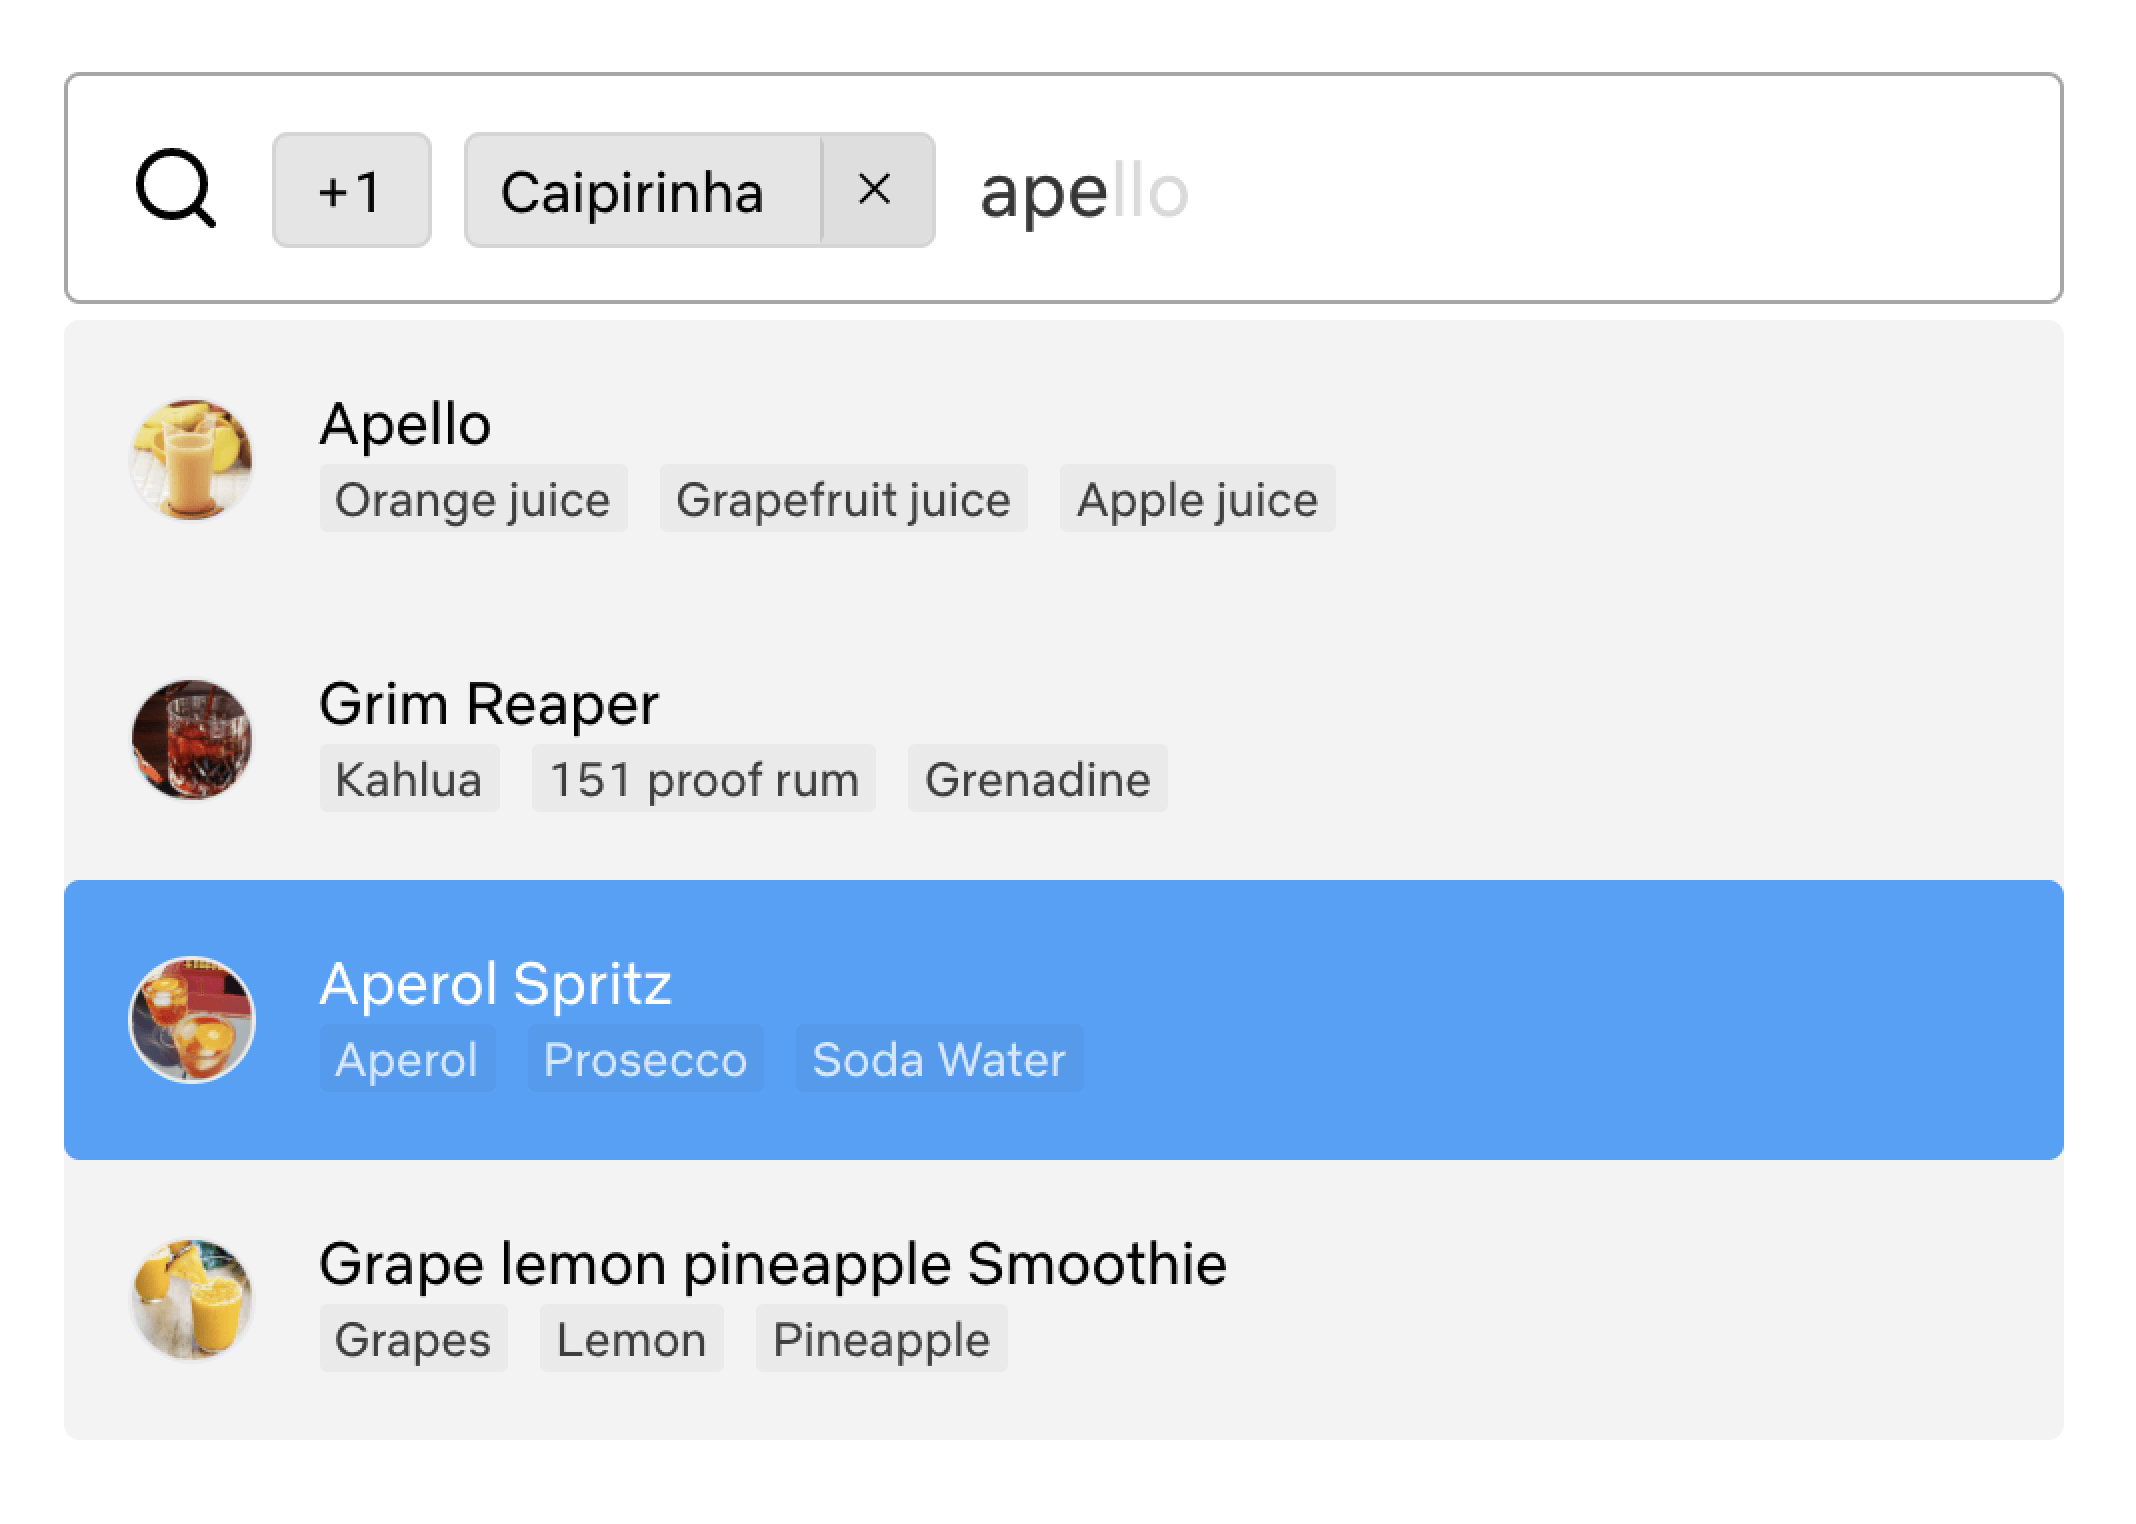 +1 Caipirinha × apello
Apello
Orange juice Grapefruit juice Apple juice
Grim Reaper
Kahlua 151 proof rum Grenadine
Aperol Spritz
Aperol Prosecco Soda Water
Grape lemon pineapple Smoothie
Grapes Lemon Pineapple